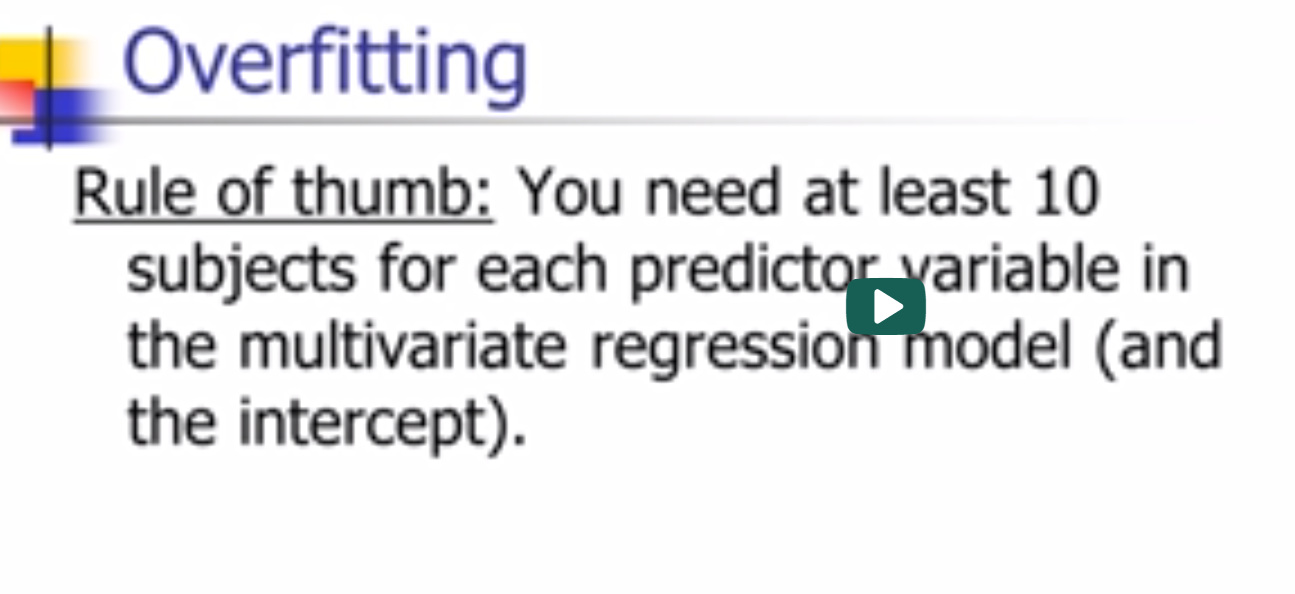 Overfitting
Rule of thumb: You need at least 10
subjects for each predictor variable in
the multivariate regression model (and
the intercept).